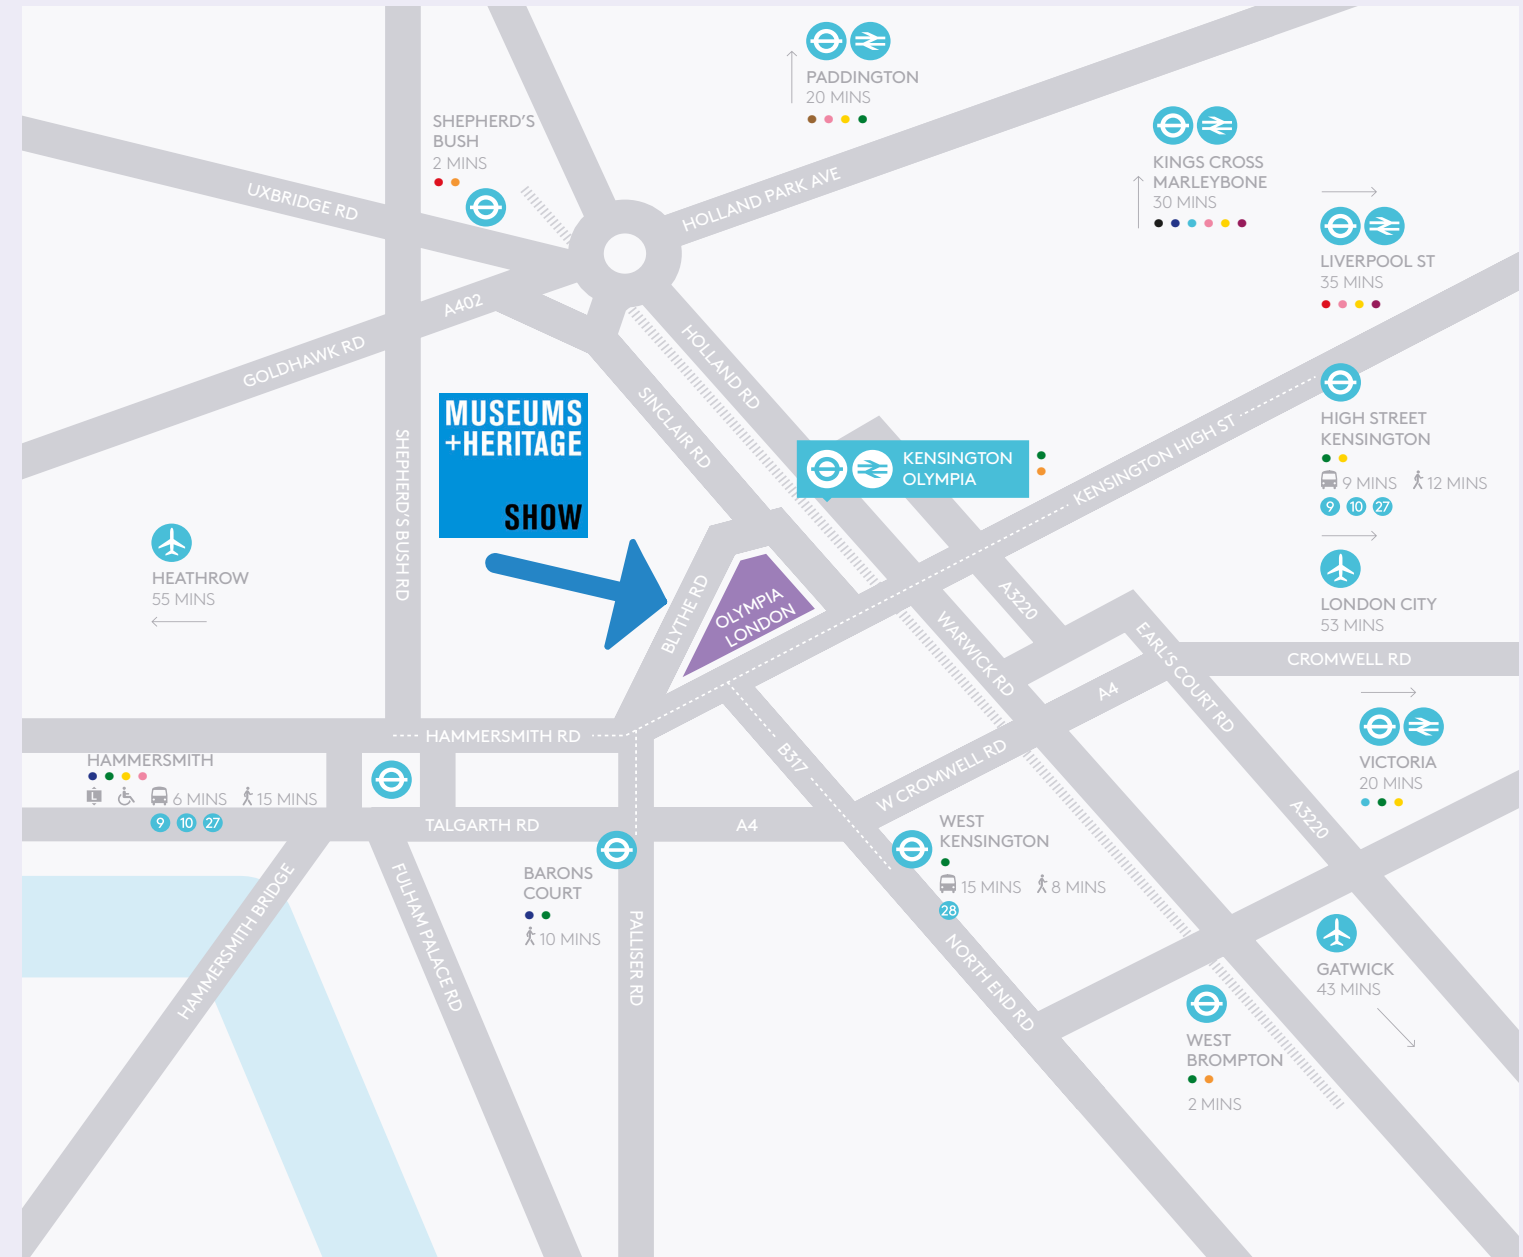 PADDINGTON
20 MINS
SHEPHERD'S
BUSH
2 MINS
KINGS CROSS
MARLEYBONE
30 MINS
UXBRIDGE RD
HOLLAND PARK AVE
LIVERPOOL ST
35 MINS
A402
GOLDHAWK RD
HOLLAND RD
SINCLAIR RD
SHEPHERD'S BUSH RD
MUSEUMS
+HERITAGE
SHOW
KENSINGTON
OLYMPIA
KENSINGTON HIGH ST
HIGH STREET
KENSINGTON
9 MINS 12 MINS
9 10 27
HEATHROW
55 MINS
LONDON CITY
53 MINS
BLYTHE RD
OLYMPIA
LONDON
A3220
WARWICK RD
EARL'S COURT RD
CROMWELL RD
A4
HAMMERSMITH RD
B317
W CROMWELL RD
VICTORIA
20 MINS
HAMMERSMITH
L
6 MINS 15 MINS
9 10 27
TALGARTH RD
A4
A3220
WEST
KENSINGTON
15 MINS 8 MINS
28
BARONS
COURT
10 MINS
HAMMERSMITH BRIDGE
FULHAM PALACE RD
PALLISER RD
NORTH END RD
GATWICK
43 MINS
WEST
BROMPTON
2 MINS